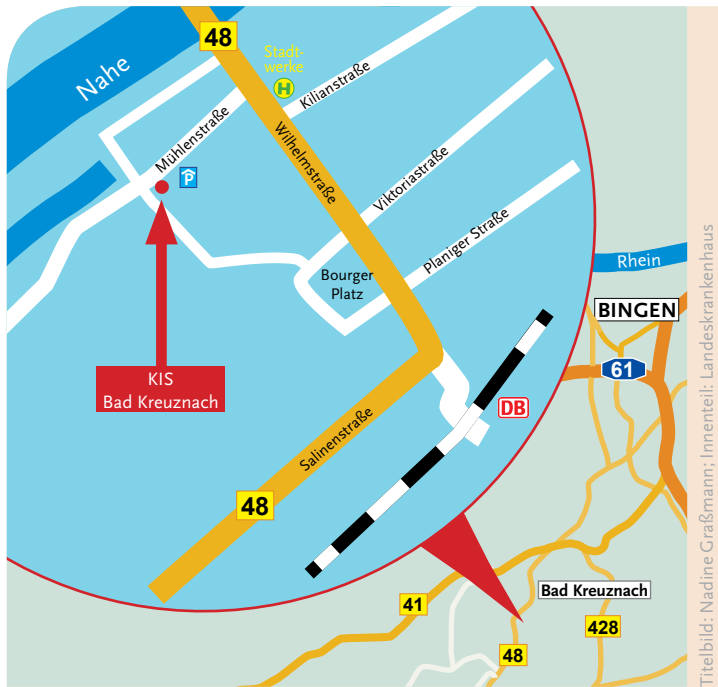 48
Stadt-
werke
H
Nahe
Kilianstraße
Mühlenstraße
P
Wilhelmstraße
Viktoriastraße
Planiger Straße
Bourger
Platz
Rhein
BINGEN
61
KIS
Bad Kreuznach
DB
Salinenstraße
48
Bad Kreuznach
41
428
48
Titelbild: Nadine Graßmann; Innenteil: Landeskrankenhaus